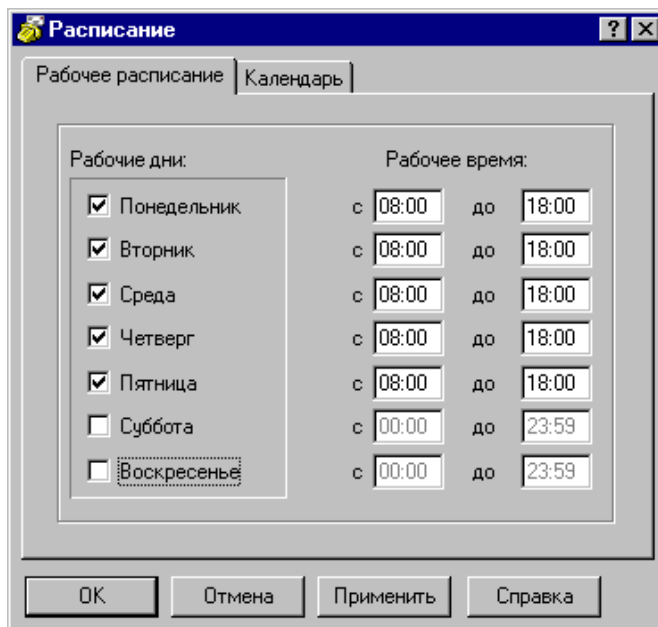 Расписание
Рабочее расписание Календарь
Рабочие дни: Рабочее время:
Понедельник с 08:00 до 18:00
Вторник с 08:00 до 18:00
Среда с 08:00 до 18:00
Четверг с 08:00 до 18:00
Пятница с 08:00 до 18:00
Суббота с 00:00 до 23:59
Воскресенье с 00:00 до 23:59
OK Отмена Применить Справка